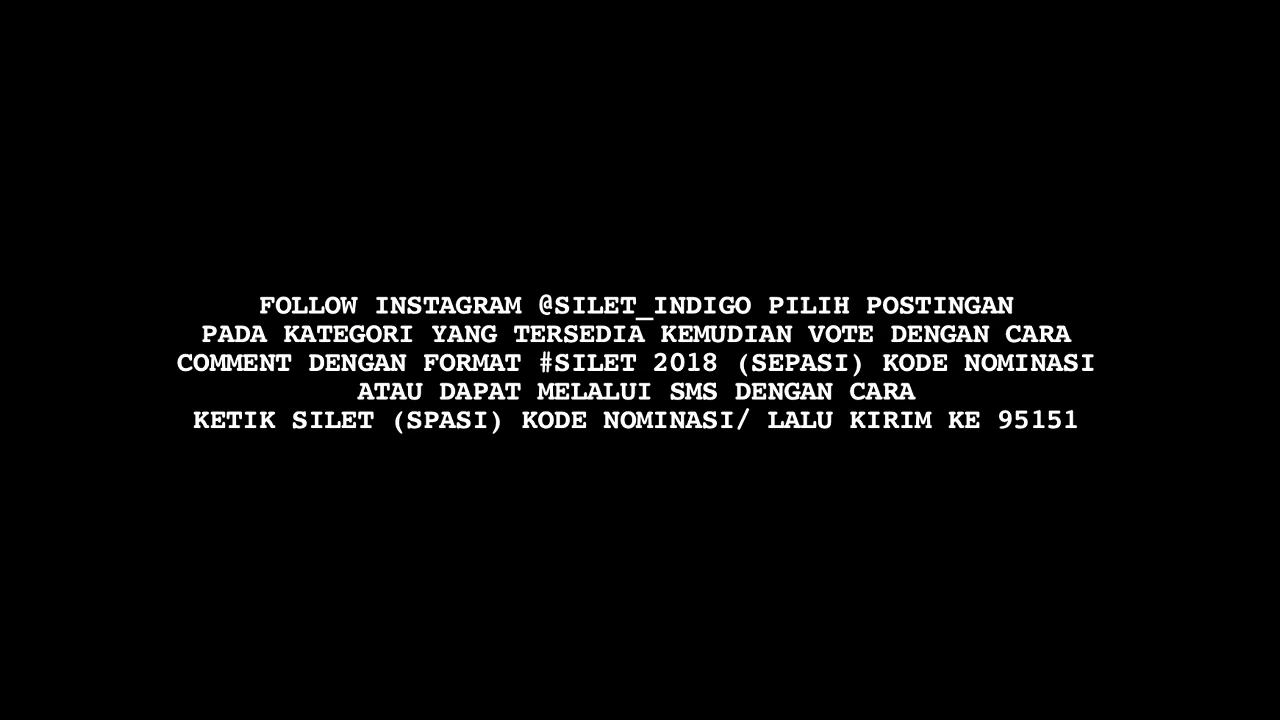 FOLLOW INSTAGRAM @SILET_INDIGO PILIH POSTINGAN
PADA KATEGORI YANG TERSEDIA KEMUDIAN VOTE DENGAN CARA
COMMENT DENGAN FORMAT #SILET 2018 (SEPASI) KODE NOMINASI
ATAU DAPAT MELALUI SMS DENGAN CARA
KETIK SILET (SPASI) KODE NOMINASI/ LALU KIRIM KE 95151